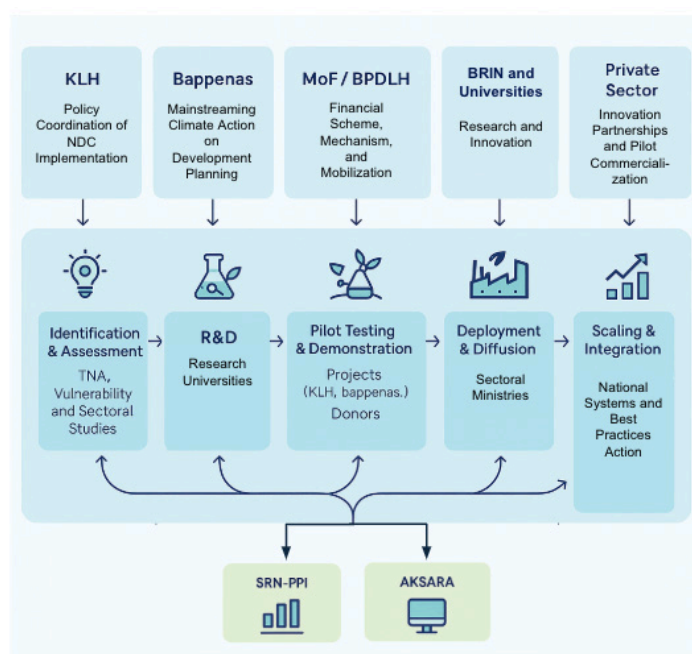 KLH
Policy
Coordination of
NDC
Implementation
Bappenas
Mainstreaming
Climate Action
on
Development
Planning
MoF / BPDLH
Financial
Scheme,
Mechanism,
and
Mobilization
BRIN and
Universities
Research and
Innovation
Private
Sector
Innovation
Partnerships
and Pilot
Commerciali-
zation
Identification
& Assessment
TNA,
Vulnerability
and Sectoral
Studies
R&D
Research
Universities
Pilot Testing
& Demonstration
Projects
(KLH, bappenas.)
Donors
Deployment
& Diffusion
Sectoral
Ministries
Scaling &
Integration
National
Systems and
Best
Practices
Action
SRN-PPI
AKSARA